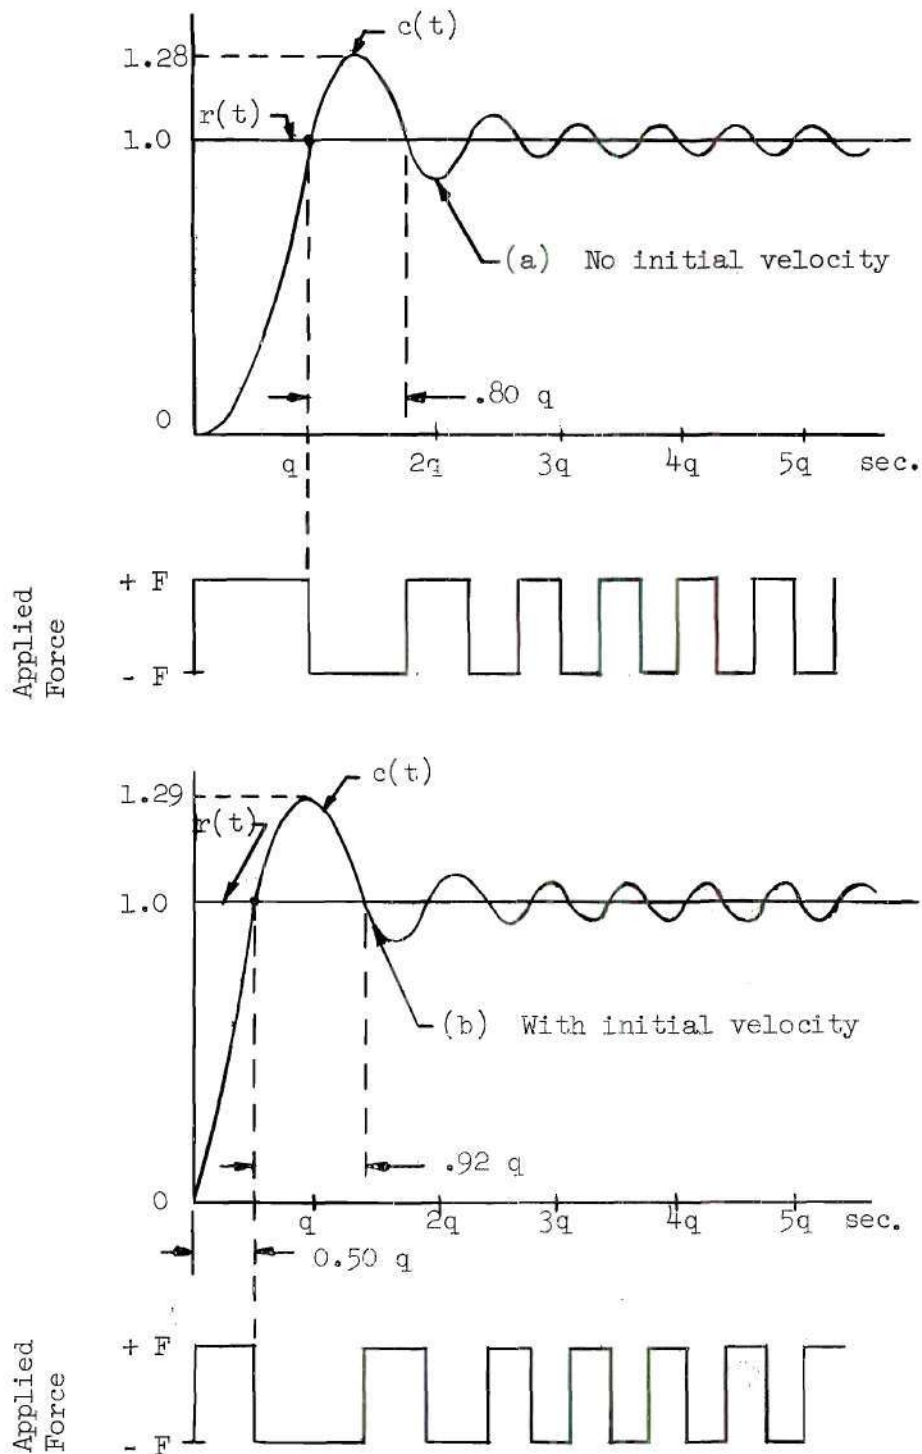 c(t)
1.28
r(t)
1.0
(a) No initial velocity
.80 q
0
q 2q 3q 4q 5q sec.
Applied
Force
+ F
- F
c(t)
1.29
r(t)
1.0
(b) With initial velocity
.92 q
0
q 2q 3q 4q 5q sec.
0.50 q
Applied
Force
+ F
- F